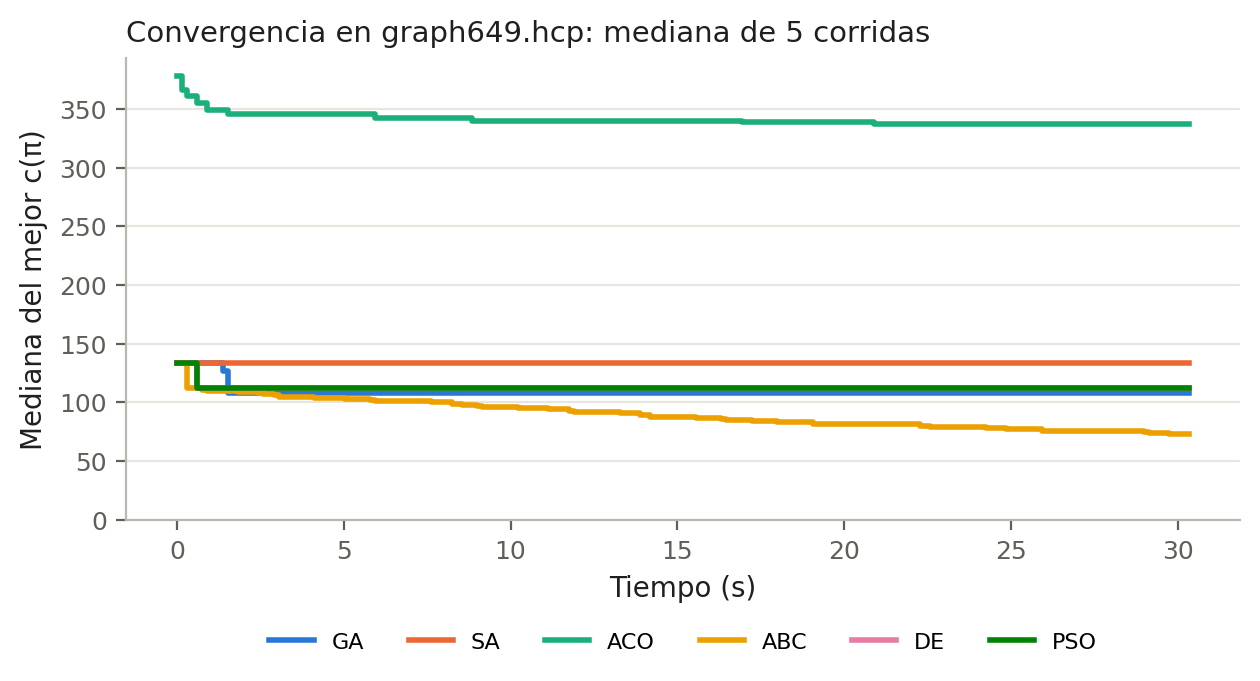 Convergencia en graph649.hcp: mediana de 5 corridas
Mediana del mejor c(π)
350
300
250
200
150
100
50
0
0 5 10 15 20 25 30
Tiempo (s)
GA SA ACO ABC DE PSO